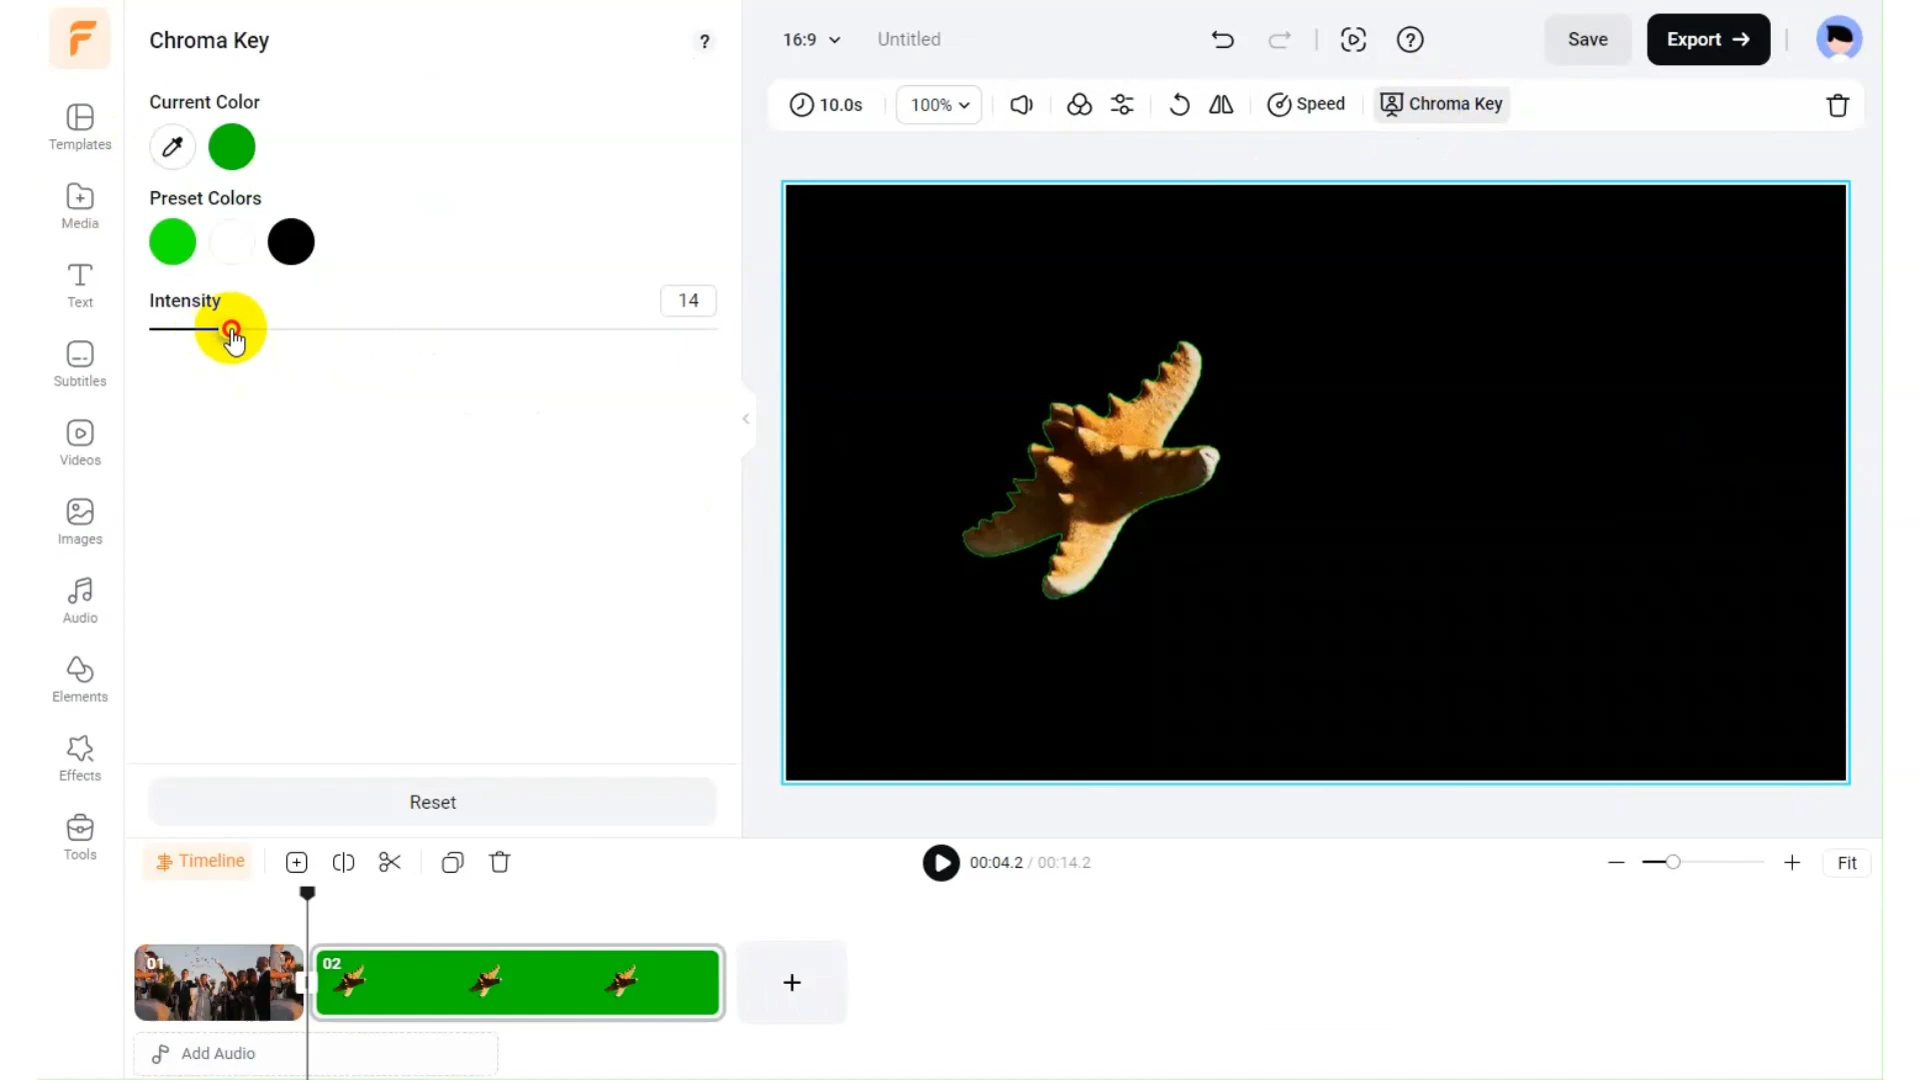 Chroma Key
?
16:9
Untitled
?
Save
Export →
Templates
Media
Text
Subtitles
Videos
Images
Audio
Elements
Effects
Tools
Current Color
Preset Colors
Intensity
14
10.0s
100%
Speed
Chroma Key
Reset
Timeline
00:04.2 / 00:14.2
Fit
01
02
Add Audio